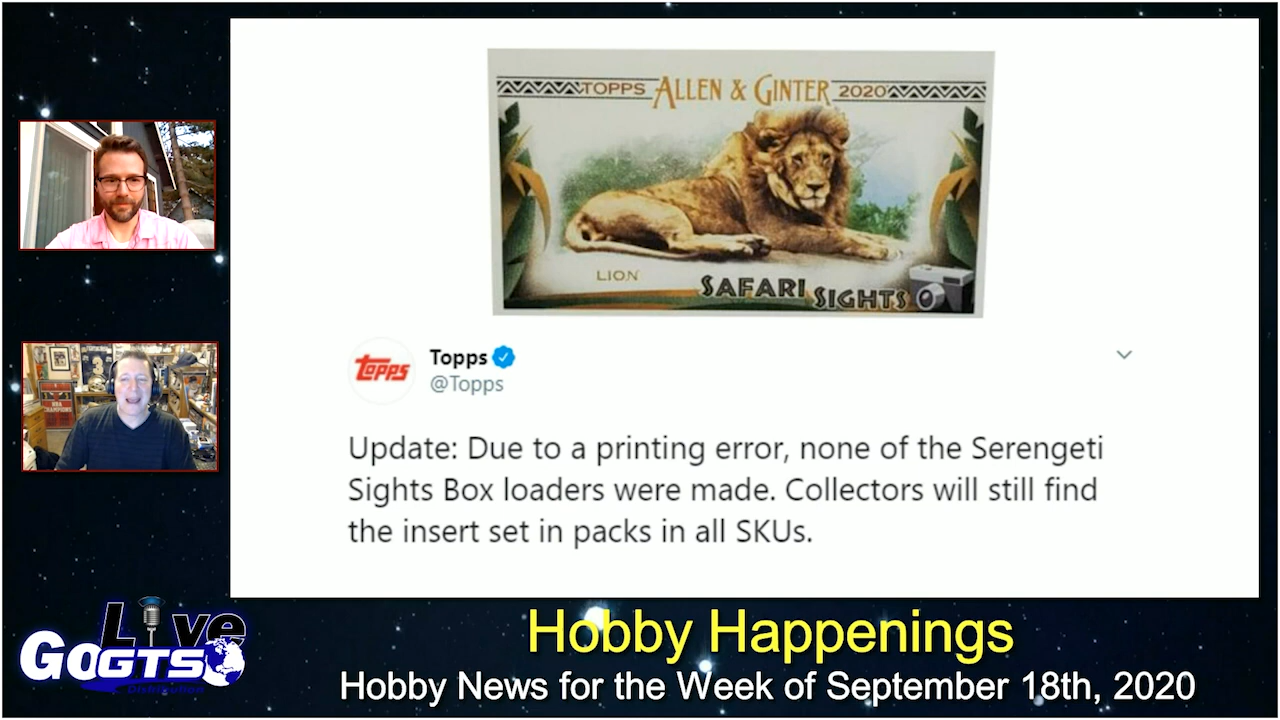 TOPPS ALLEN & GINTER 2020
LION
SAFARI SIGHTS
Topps
Topps
@Topps
Update: Due to a printing error, none of the Serengeti
Sights Box loaders were made. Collectors will still find
the insert set in packs in all SKUs.
Live
GoGTS
Distribution
Hobby Happenings
Hobby News for the Week of September 18th, 2020